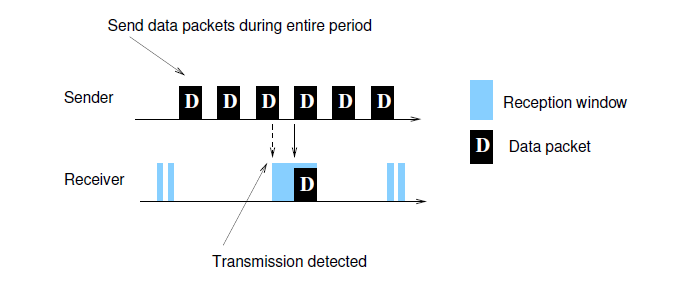 Send data packets during entire period
Sender
D D D D D D
Reception window
D Data packet
Receiver
D
Transmission detected